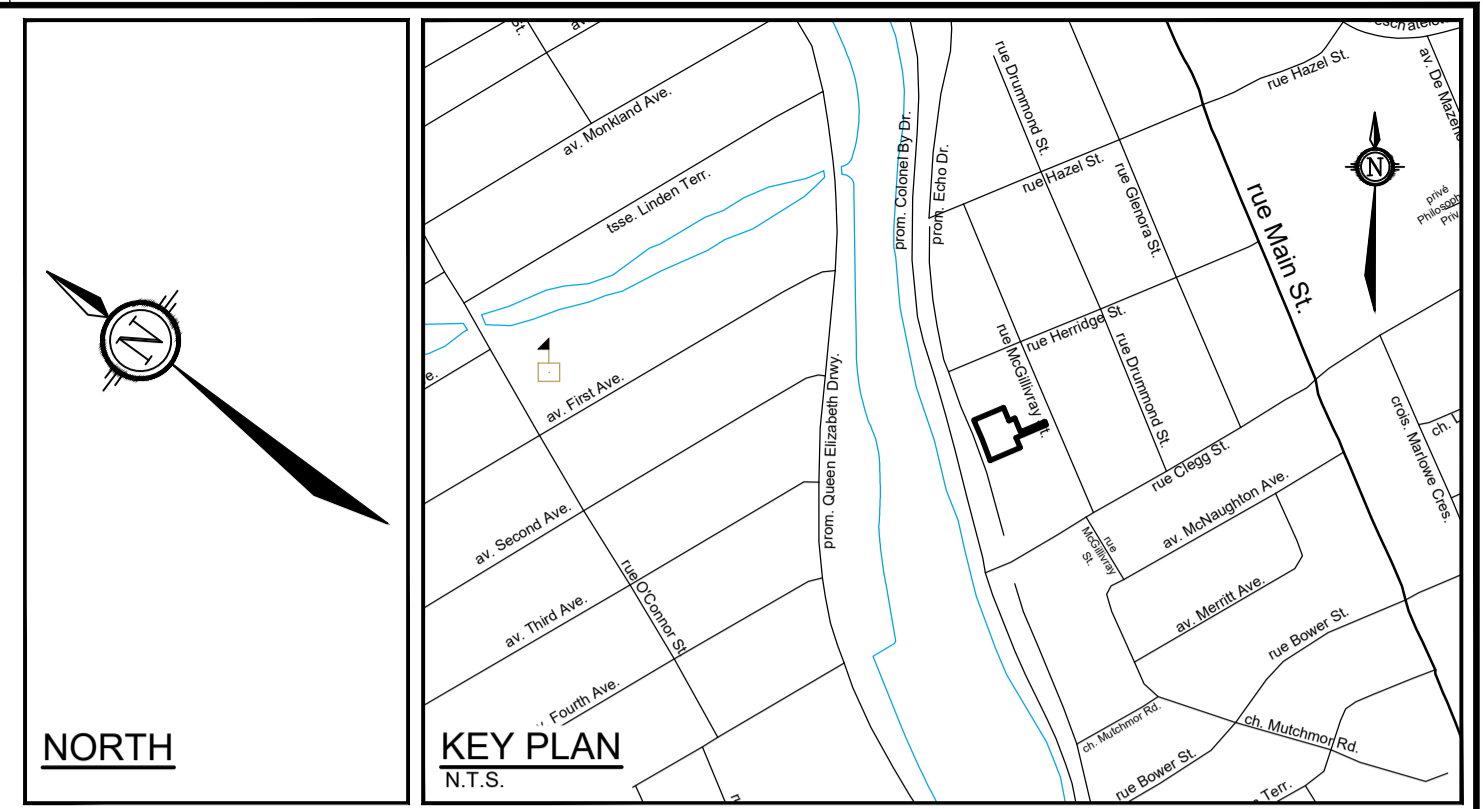 N
NORTH
St.
av. Monkland Ave.
tsse. Linden Terr.
e.
av. First Ave.
av. Second Ave.
av. Third Ave.
Fourth Ave.
rue O'Connor St.
prom. Queen Elizabeth Drwy.
prom. Colonel By Dr.
prom. Echo Dr.
rue Drummond St.
rue Hazel St.
rue Glenora St.
rue Hazel St.
rue Main St.
av. De
N
privé
Priv.
rue Herridge St.
rue McGillivray St.
rue Drummond St.
rue Clegg St.
crois. Marlowe Cres.
ch.
av. McNaughton Ave.
rue
McGillivray
St.
av. Merritt Ave.
rue Bower St.
ch. Mutchmor Rd.
ch. Mutchmor Rd.
rue Bower St.
Terr.
KEY PLAN
N.T.S.